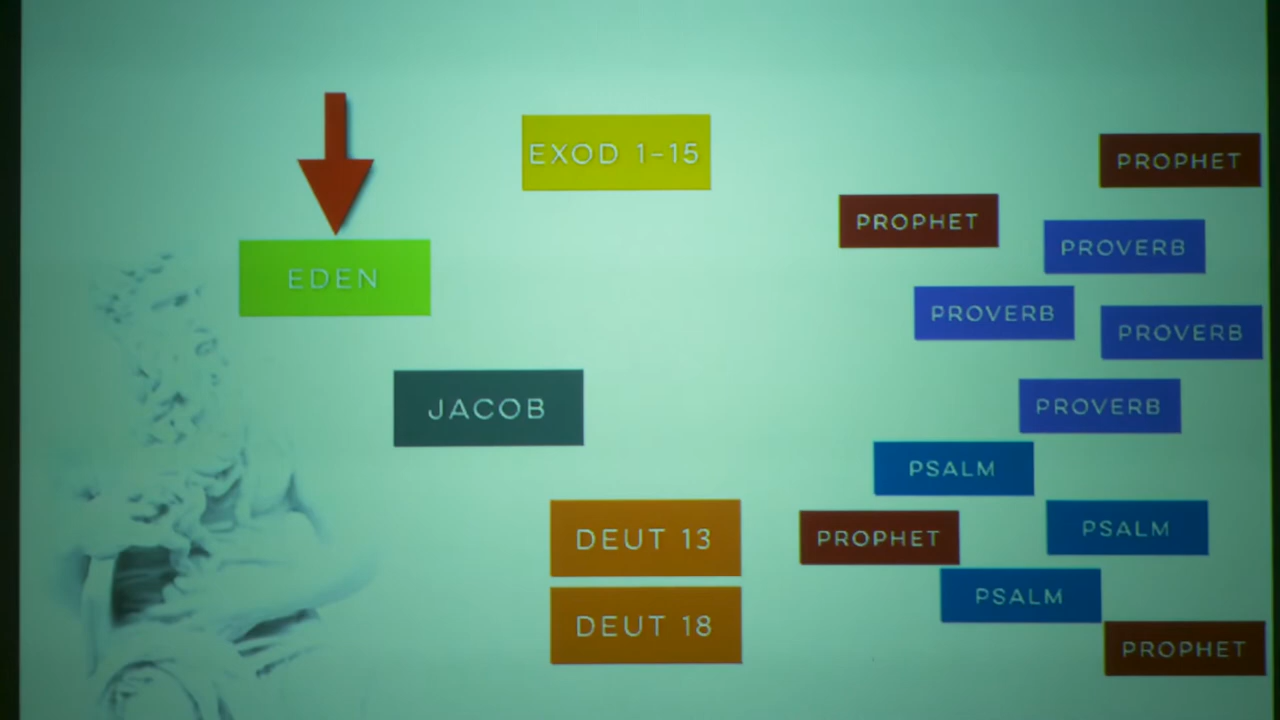 EXOD 1-15
PROPHET
PROPHET
PROVERB
EDEN
PROVERB
PROVERB
JACOB
PROVERB
PSALM
DEUT 13
PROPHET
PSALM
PSALM
DEUT 18
PROPHET